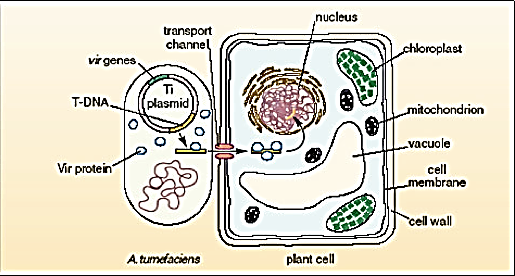 nucleus
transport
channel
chloroplast
vir genes
Ti
plasmid
T-DNA
mitochondrion
vacuole
Vir protein
cell
membrane
cell wall
A.tumefaciens
plant cell